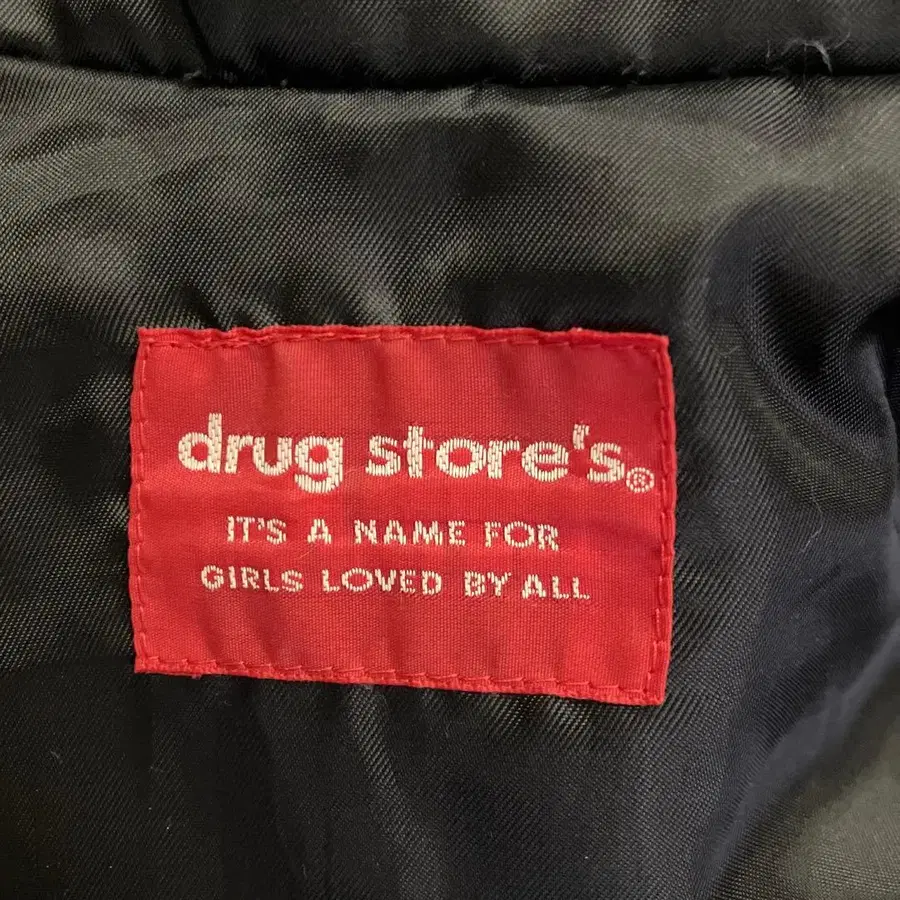 drug store's®
IT'S A NAME FOR
GIRLS LOVED BY ALL